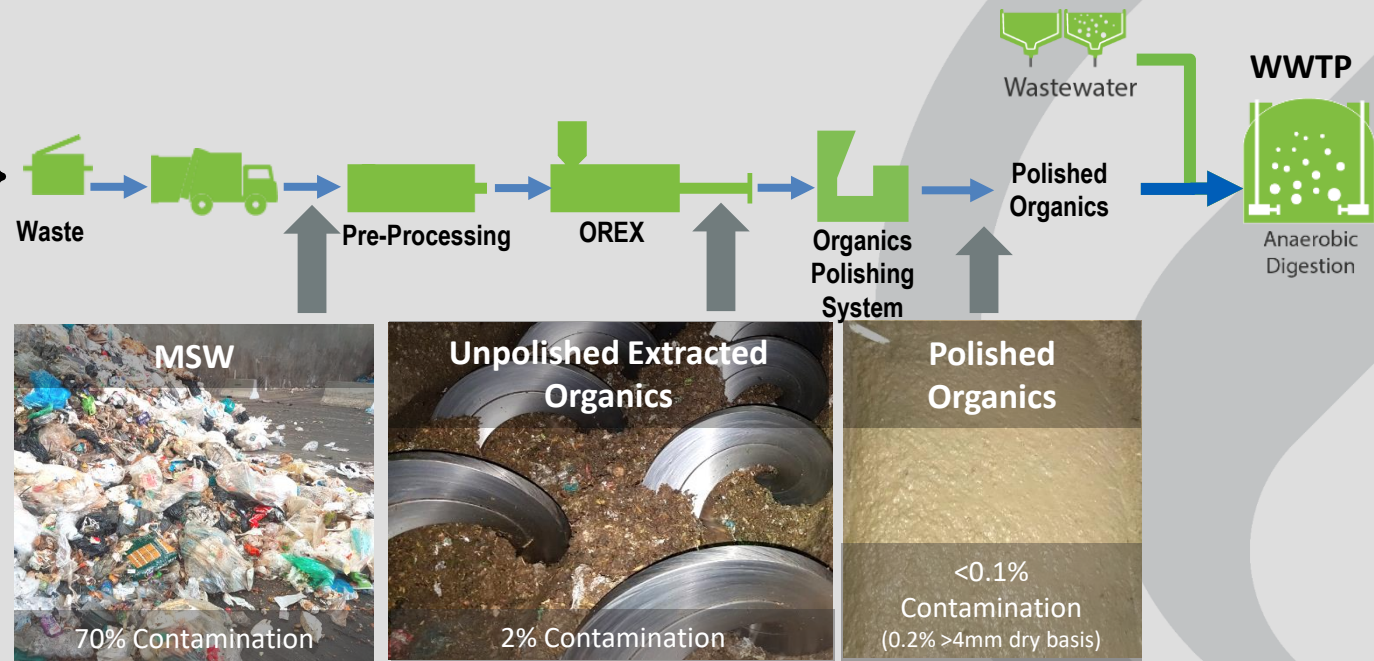 Wastewater
WWTP
Waste
Pre-Processing
OREX
Organics
Polishing
System
Polished
Organics
Anaerobic
Digestion
MSW
70% Contamination
Unpolished Extracted
Organics
2% Contamination
Polished
Organics
<0.1%
Contamination
(0.2% >4mm dry basis)